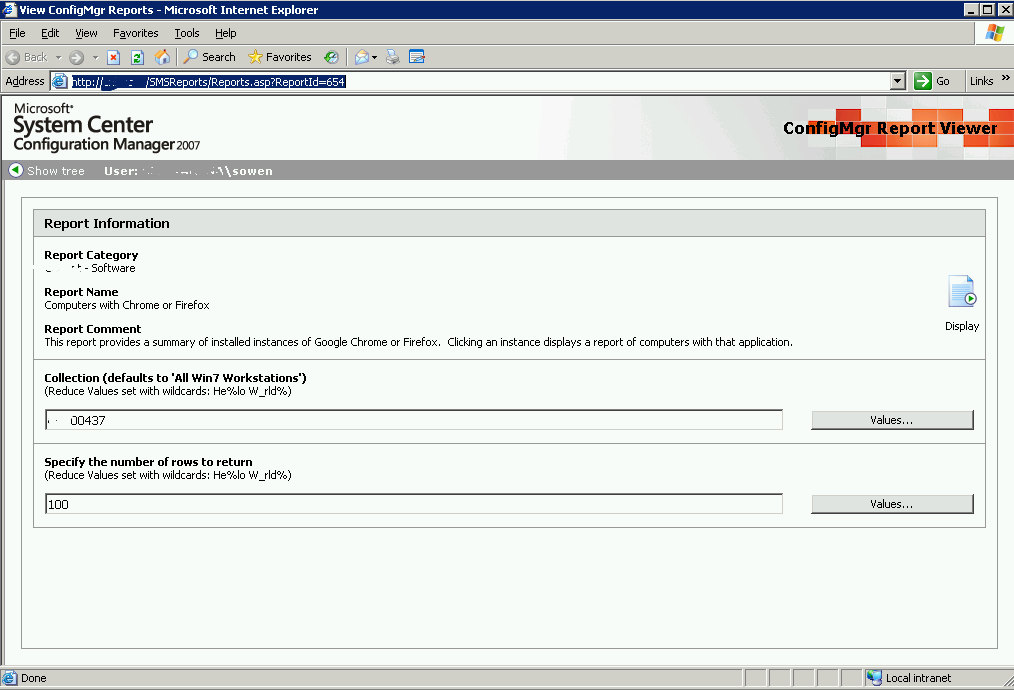 View ConfigMgr Reports - Microsoft Internet Explorer
File Edit View Favorites Tools Help
Back Search Favorites
Address http:// /SMSReports/Reports.asp?ReportId=654 Go Links »
Microsoft®
System Center
Configuration Manager 2007
ConfigMgr Report Viewer
Show tree User: \\sowen
Report Information
Report Category
- Software
Report Name
Computers with Chrome or Firefox
Report Comment
This report provides a summary of installed instances of Google Chrome or Firefox. Clicking an instance displays a report of computers with that application.
Display
Collection (defaults to 'All Win7 Workstations')
(Reduce Values set with wildcards: He%lo W_rld%)
00437 Values...
Specify the number of rows to return
(Reduce Values set with wildcards: He%lo W_rld%)
100 Values...
Done Local intranet